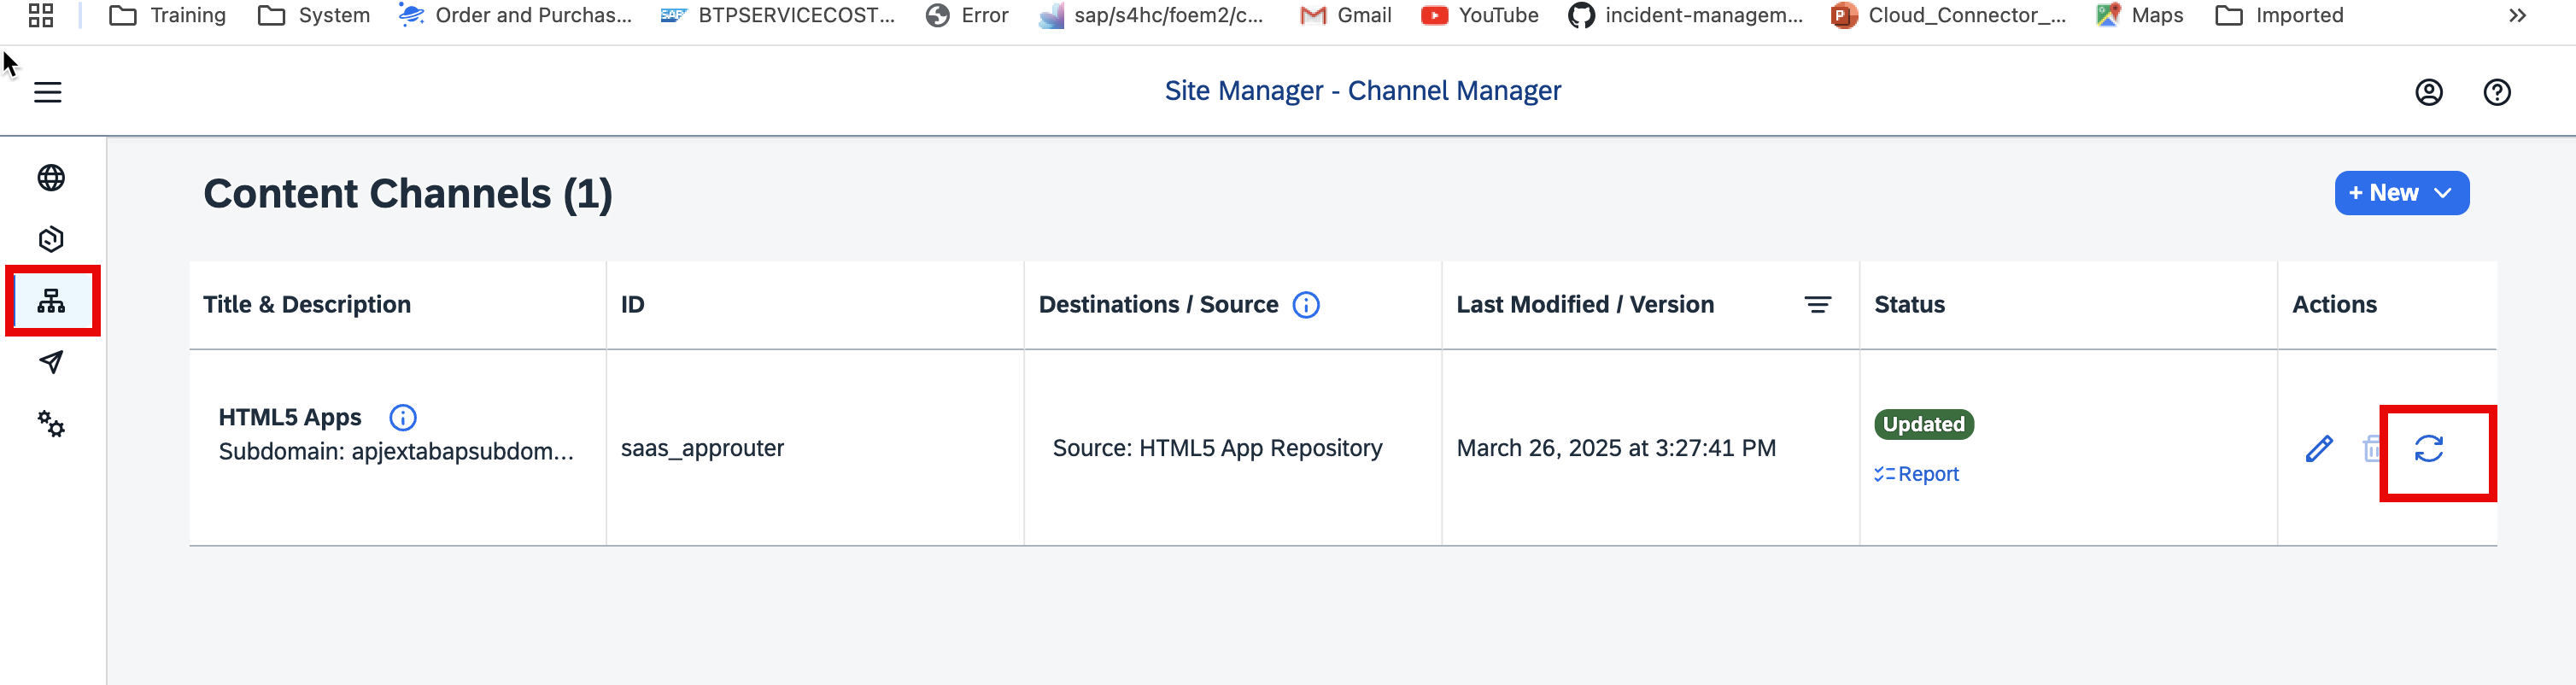 Training System Order and Purchas... SAP BTPSERVICECOST... Error sap/s4hc/foem2/c... Gmail YouTube incident-managem... P Cloud_Connector_... Maps Imported
Site Manager - Channel Manager
Content Channels (1)
+ New
Title & Description ID Destinations / Source Last Modified / Version Status Actions
HTML5 Apps
Subdomain: apjextabapsubdom...
saas_approuter
Source: HTML5 App Repository
March 26, 2025 at 3:27:41 PM
Updated
Report